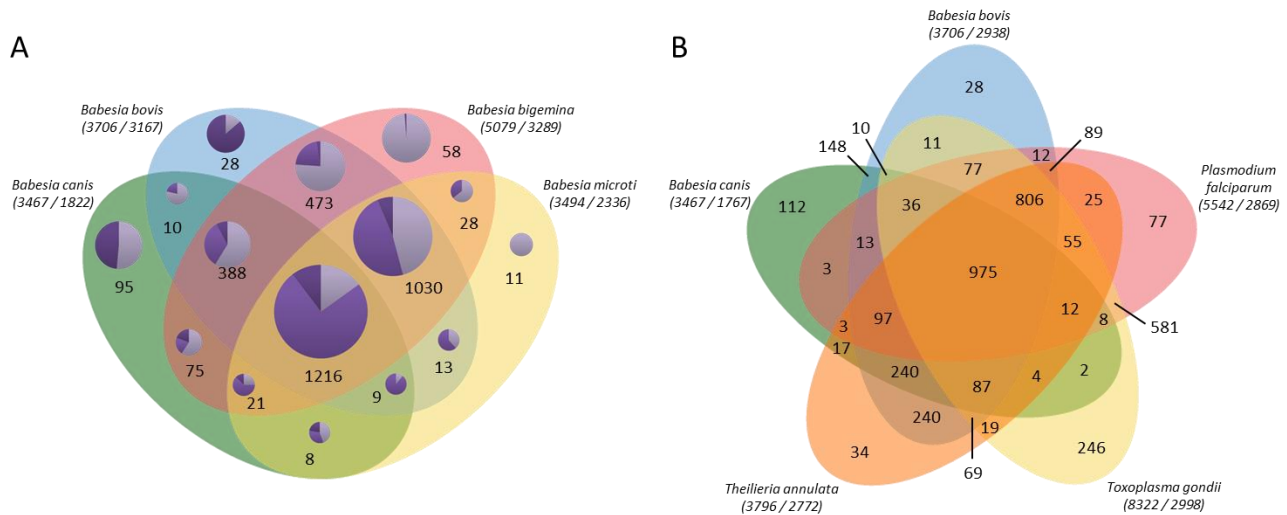 A
Babesia bovis
(3706 / 3167)
Babesia bigemina
(5079 / 3289)
Babesia canis
(3467 / 1822)
Babesia microti
(3494 / 2336)
28
58
10
473
28
95
388
1030
11
75
1216
13
21
9
8
B
Babesia bovis
(3706 / 2938)
Babesia canis
(3467 / 1767)
Plasmodium
falciparum
(5542 / 2869)
28
10
11
89
148
77
12
112
36
806
25
77
13
55
3
975
3
97
12
8
581
17
240
87
4
2
240
19
34
69
246
Theilieria annulata
(3796 / 2772)
Toxoplasma gondii
(8322 / 2998)